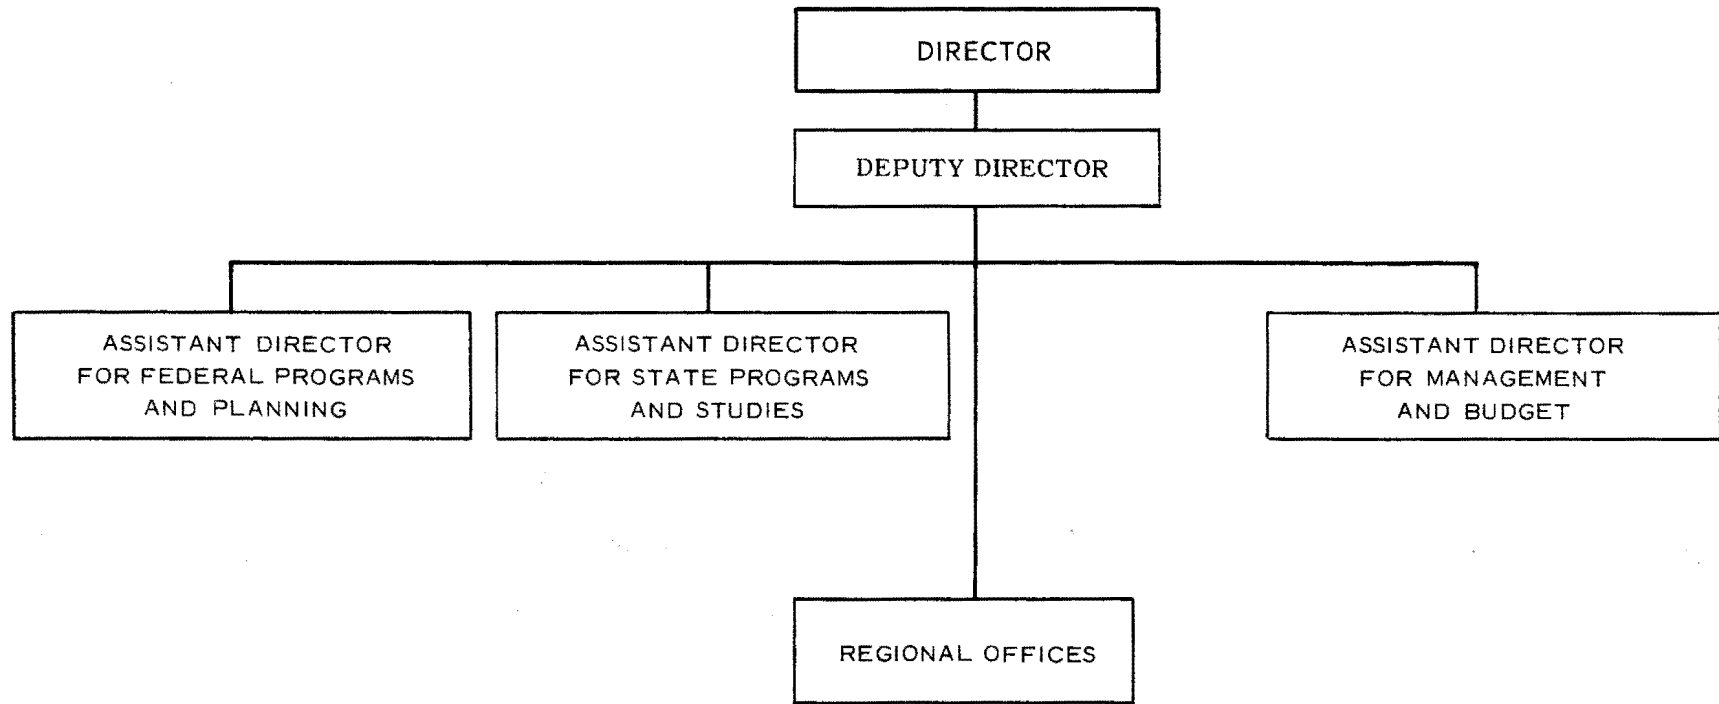 DIRECTOR
DEPUTY DIRECTOR
ASSISTANT DIRECTOR
FOR FEDERAL PROGRAMS
AND PLANNING
ASSISTANT DIRECTOR
FOR STATE PROGRAMS
AND STUDIES
ASSISTANT DIRECTOR
FOR MANAGEMENT
AND BUDGET
REGIONAL OFFICES